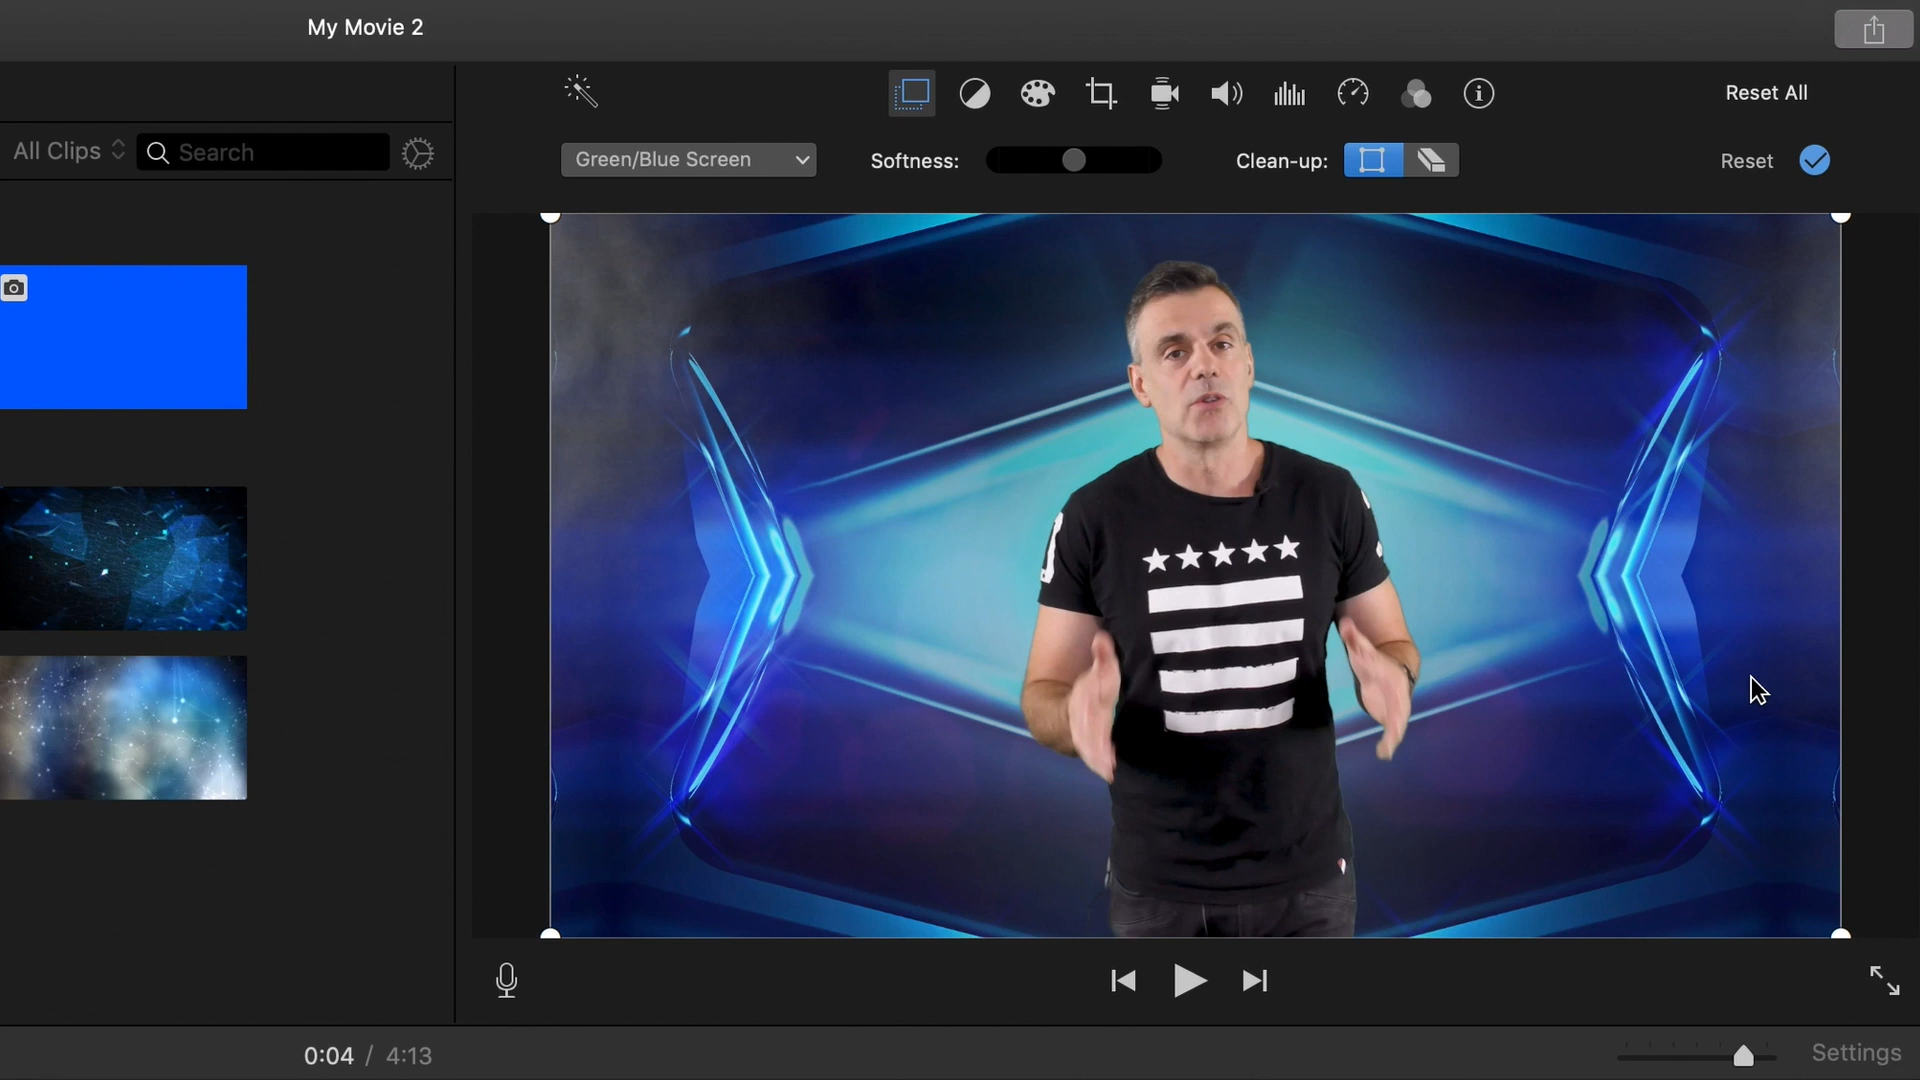 My Movie 2
Reset All
All Clips
Search
Green/Blue Screen
Softness:
Clean-up:
Reset
0:04 / 4:13
Settings